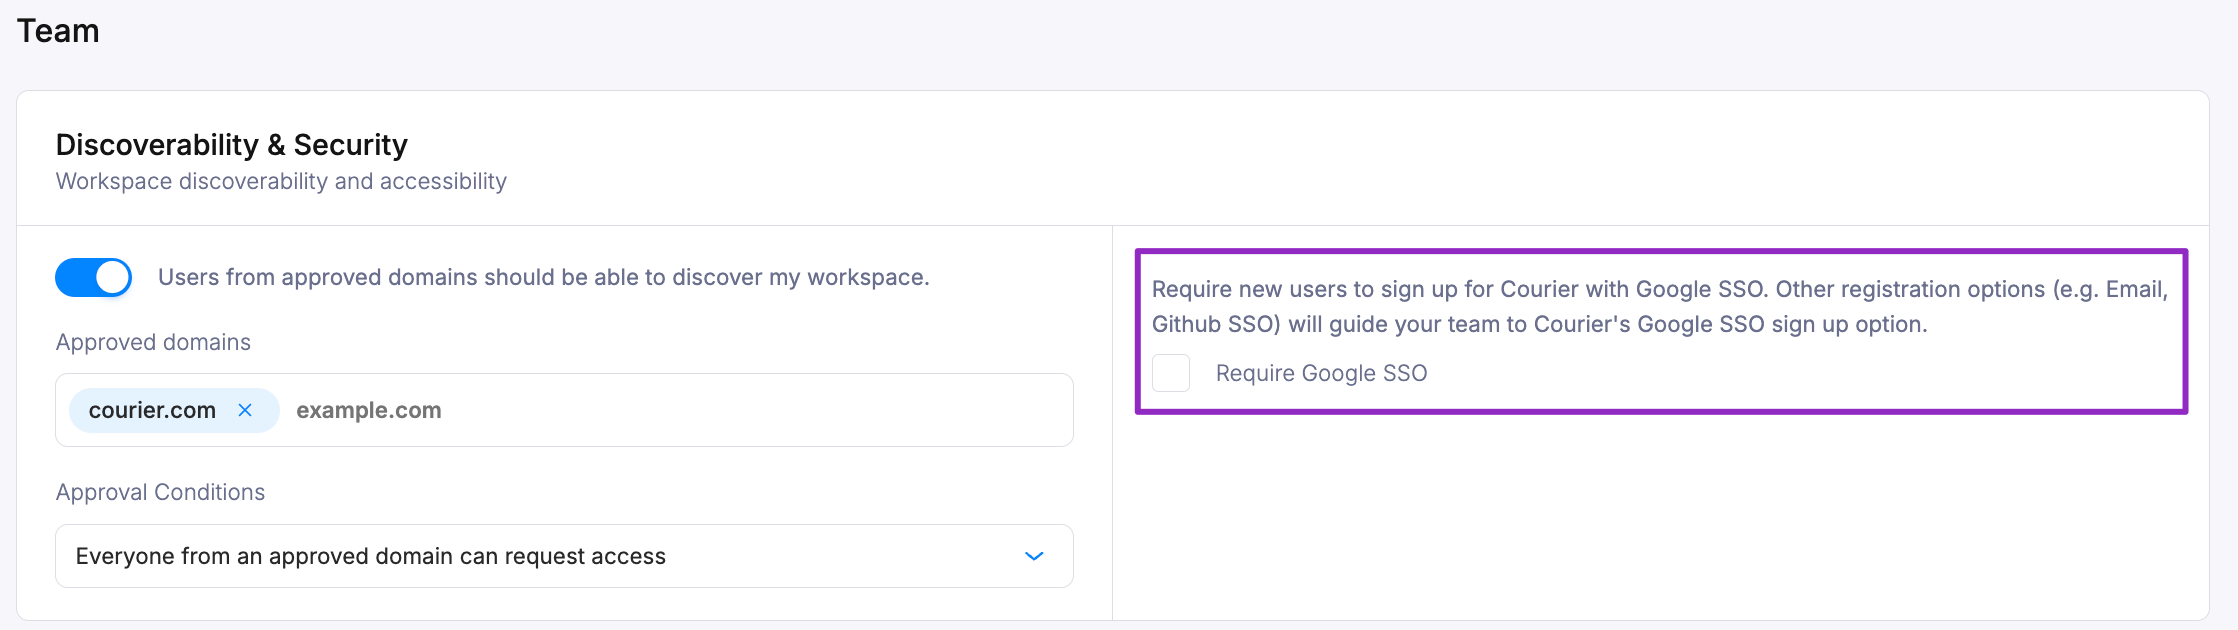 Team
Discoverability & Security
Workspace discoverability and accessibility
Users from approved domains should be able to discover my workspace.
Approved domains
courier.com × example.com
Approval Conditions
Everyone from an approved domain can request access
Require new users to sign up for Courier with Google SSO. Other registration options (e.g. Email,
Github SSO) will guide your team to Courier's Google SSO sign up option.
Require Google SSO